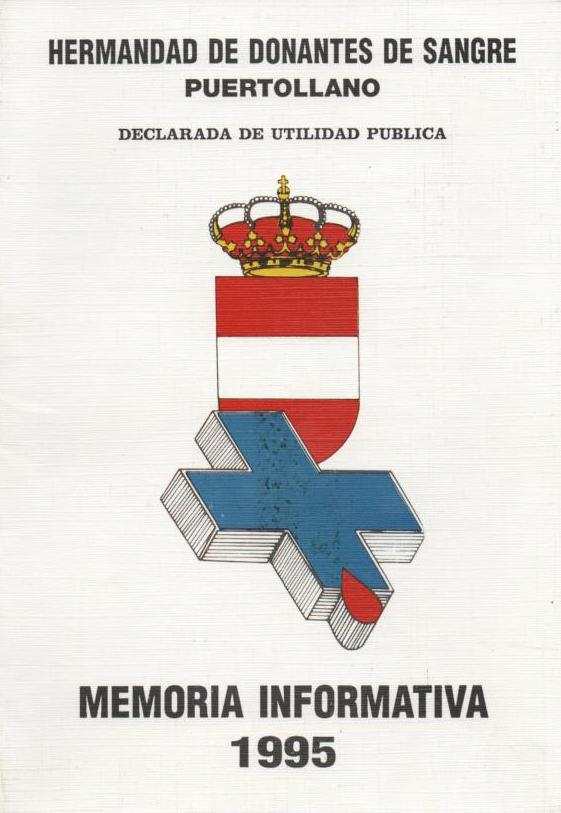 HERMANDAD DE DONANTES DE SANGRE
PUERTOLLANO
DECLARADA DE UTILIDAD PUBLICA
MEMORIA INFORMATIVA
1995